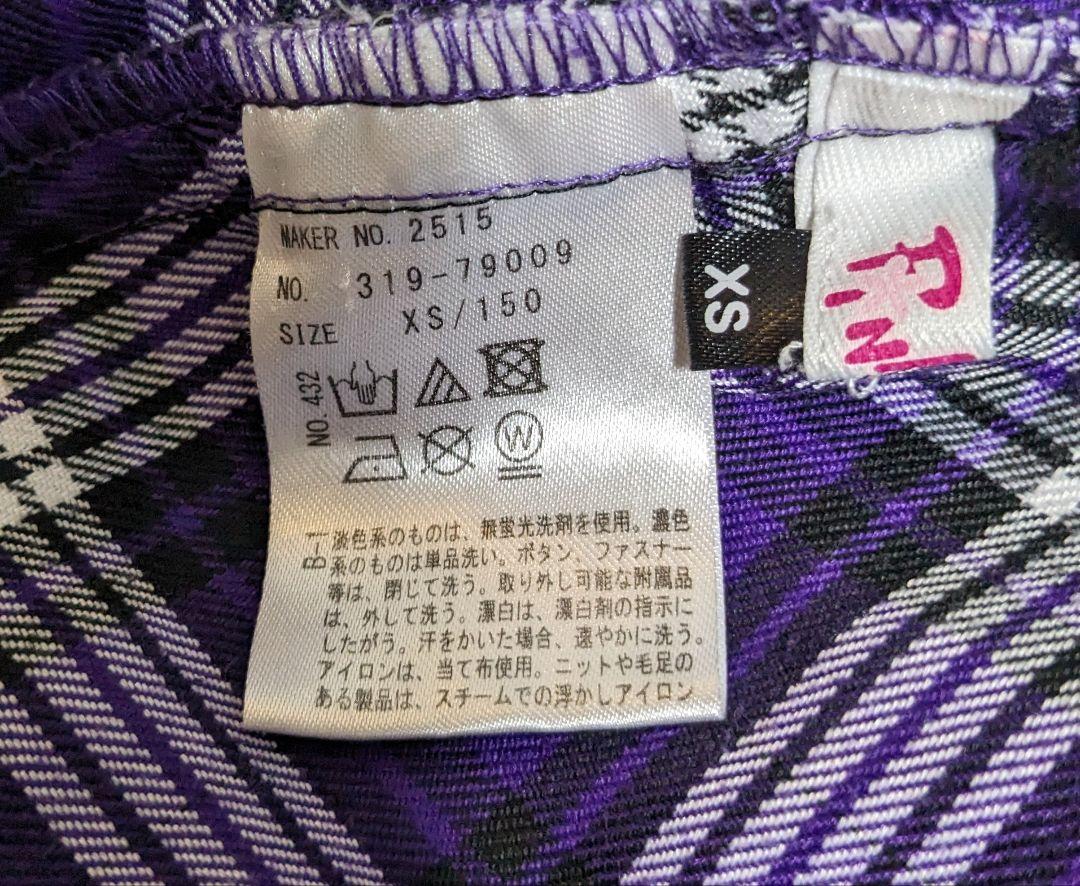 MAKER NO. 2515
NO. 319-79009
SIZE XS/150
NO.432
W
B-1
淡色系のものは、無蛍光洗剤を使用。濃色
系のものは単品洗い。ボタン、ファスナー
等は、閉じて洗う。取り外し可能な附属品
は、外して洗う。漂白は、漂白剤の指示に
したがう。汗をかいた場合、速やかに洗う。
アイロンは、当て布使用。ニットや毛足の
ある製品は、スチームでの浮かしアイロン
XS